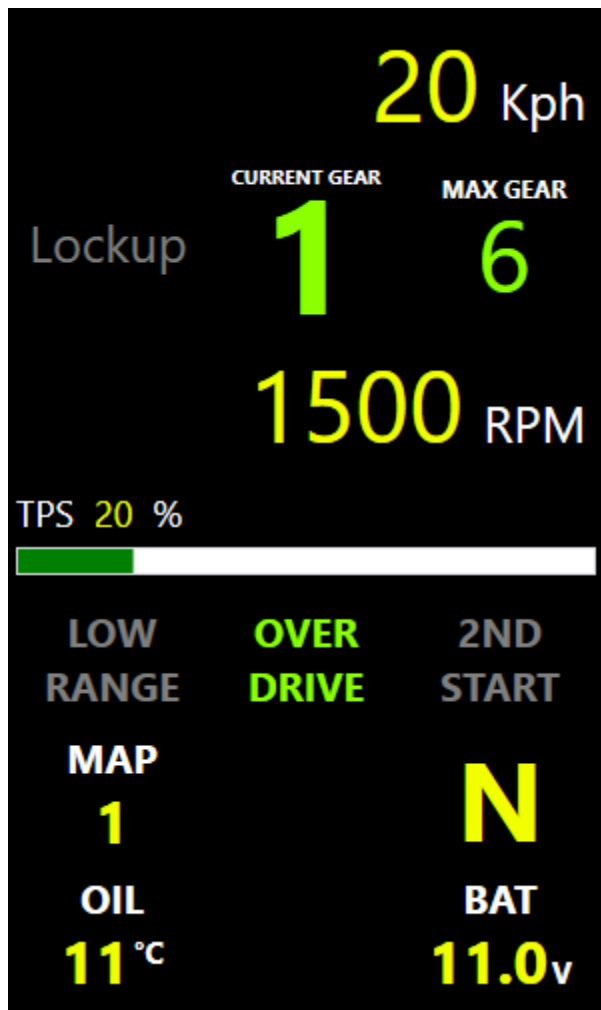 20 Kph
CURRENT GEAR MAX GEAR
Lockup 1 6
1500 RPM
TPS 20 %
LOW OVER 2ND
RANGE DRIVE START
MAP
1 N
OIL BAT
11 °C 11.0 v